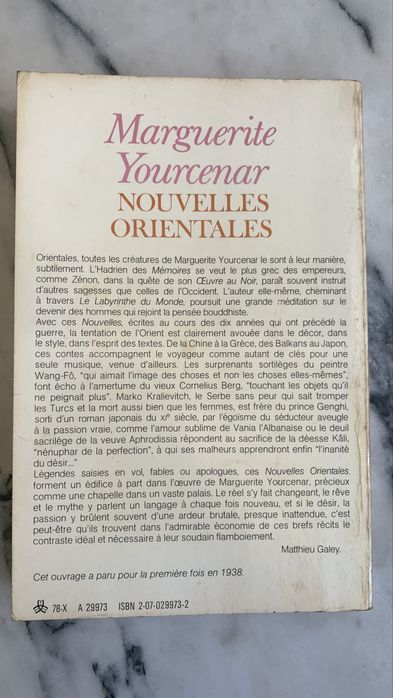 Marguerite
Yourcenar
NOUVELLES
ORIENTALES
Orientales, toutes les créatures de Marguerite Yourcenar le sont à leur manière,
subtilement. L'Hadrien des Mémoires se veut le plus grec des empereurs,
comme Zénon, dans la quête de son Œuvre au Noir, paraît souvent instruit
d'autres sagesses que celles de l'Occident. L'auteur elle-même, cheminant
à travers Le Labyrinthe du Monde, poursuit une grande méditation sur le
devenir des hommes qui rejoint la pensée bouddhiste.
Avec ces Nouvelles, écrites au cours des dix années qui ont précédé la
guerre, la tentation de l'Orient est clairement avouée dans le décor, dans
le style, dans l'esprit des textes. De la Chine à la Grèce, des Balkans au Japon,
ces contes accompagnent le voyageur comme autant de clés pour une
seule musique, venue d'ailleurs. Les surprenants sortilèges du peintre
Wang-Fô, "qui aimait l'image des choses et non les choses elles-mêmes",
font écho à l'amertume du vieux Cornelius Berg, "touchant les objets qu'il
ne peignait plus". Marko Kralievitch, le Serbe sans peur qui sait tromper
les Turcs et la mort aussi bien que les femmes, est frère du prince Genghi,
sorti d'un roman japonais du XIe siècle, par l'égoïsme du séducteur aveugle
à la passion vraie, comme l'amour sublime de Vania l'Albanaise ou le deuil
sacrilège de la veuve Aphrodissia répondent au sacrifice de la déesse Kâli,
"nénuphar de la perfection", à qui ses malheurs apprendront enfin "l'inanité
du désir..."
Légendes saisies en vol, fables ou apologues, ces Nouvelles Orientales
forment un édifice à part dans l'œuvre de Marguerite Yourcenar, précieux
comme une chapelle dans un vaste palais. Le réel s'y fait changeant, le rêve
et le mythe y parlent un langage à chaque fois nouveau, et si le désir, la
passion y brûlent souvent d'une ardeur brutale, presque inattendue, c'est
peut-être qu'ils trouvent dans l'admirable économie de ces brefs récits le
contraste idéal et nécessaire à leur soudain flamboiement.
Matthieu Galey.
Cet ouvrage a paru pour la première fois en 1938.
78-X A 29973 ISBN 2-07-029973-2